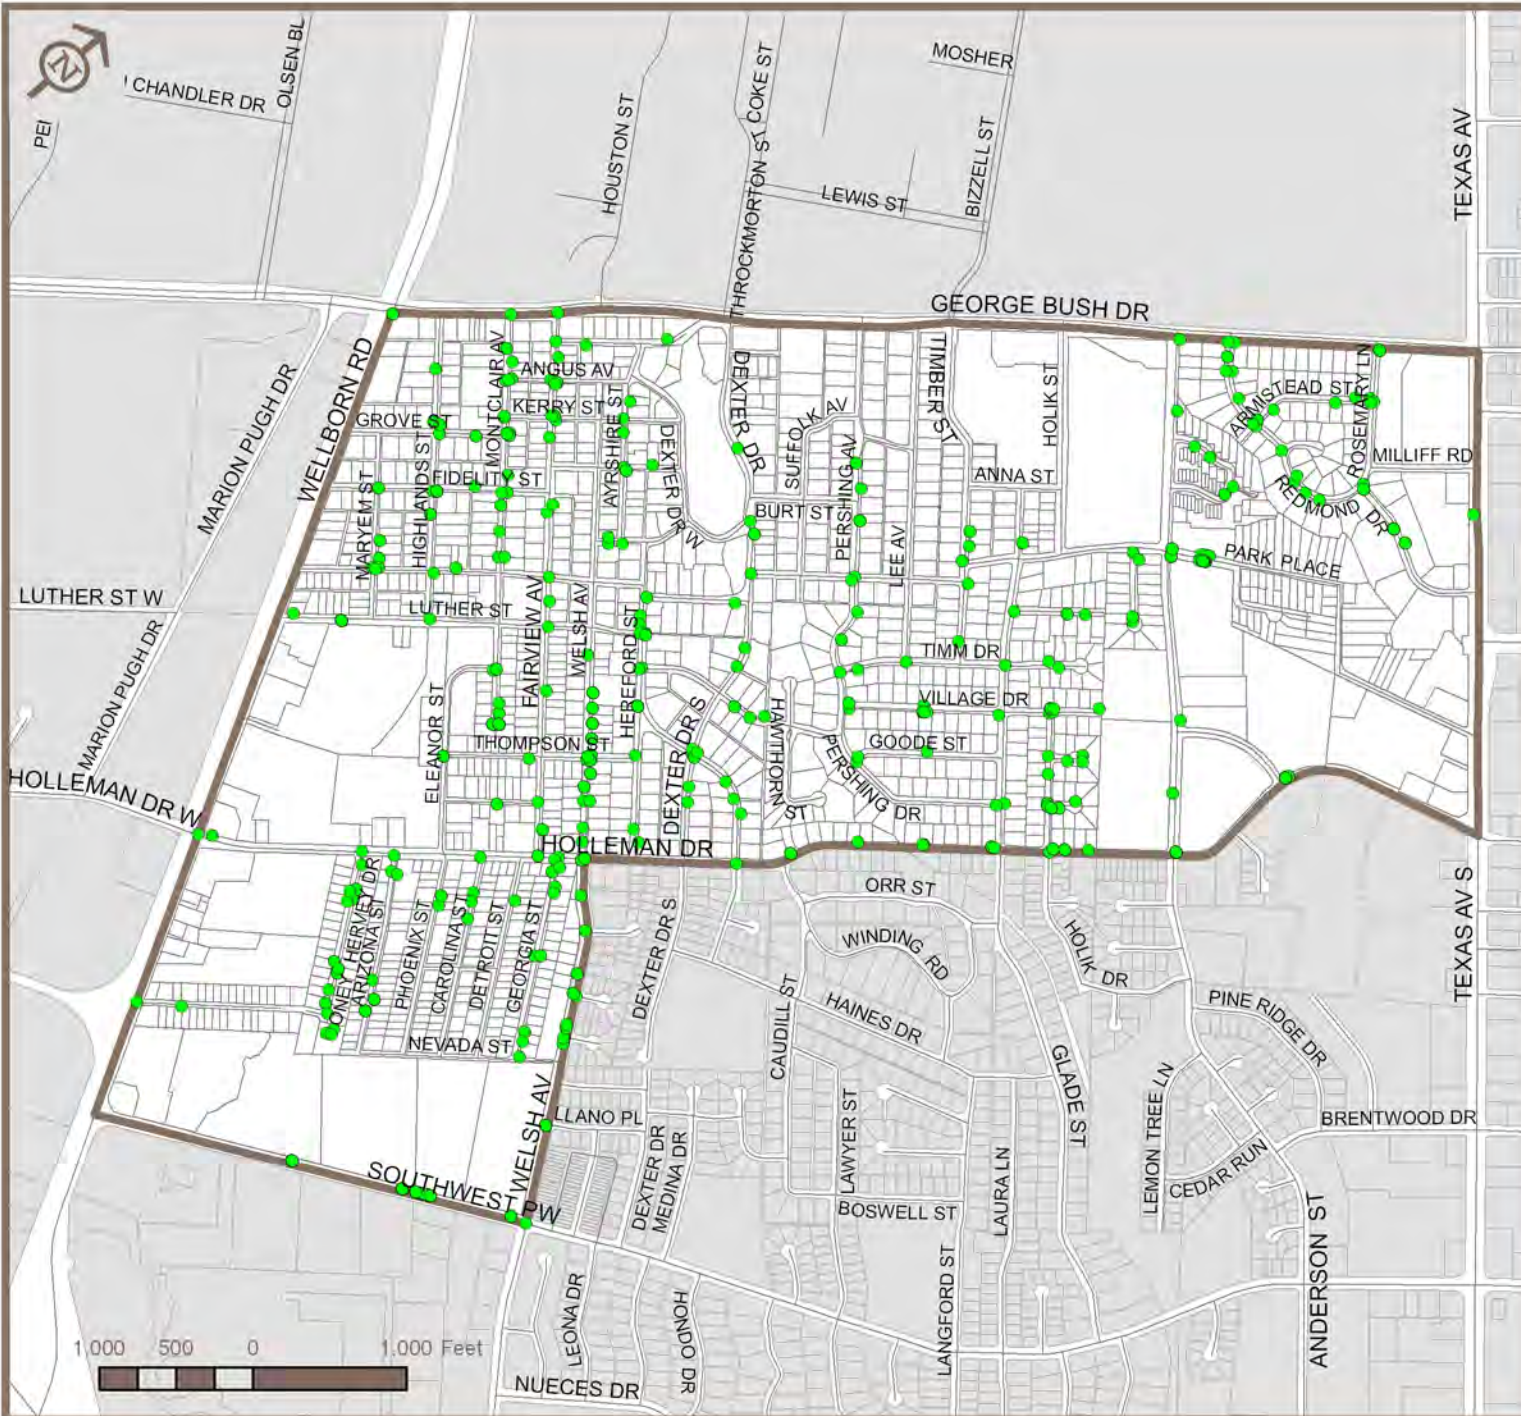 N
CHANDLER DR
OLSEN BL
PEI
HOUSTON ST
THROCKMORTON ST
COKE ST
MOSHER
LEWIS ST
BIZZELL ST
TEXAS AV
GEORGE BUSH DR
MARION PUGH DR
WELLBORN RD
MONTCLAIR AV
ANGUS AV
KERRY ST
GROVE ST
HIGHLANDS ST
FIDELITY ST
MARYEM ST
AYRSHIRE ST
DEXTER DR W
DEXTER DR
SUFFOLK AV
PERSHING AV
BURT ST
TIMBER ST
LEE AV
HOLIK ST
ANNA ST
ARMISTEAD ST
ROSEMARY LN
MILLIFF RD
REDMOND DR
PARK PLACE
LUTHER ST W
LUTHER ST
MARION PUGH DR
FAIRVIEW AV
WELSH AV
HEREFORD ST
ELEANOR ST
THOMPSON ST
DEXTER DR S
HAWTHORN ST
PERSHING DR
TIMM DR
VILLAGE DR
GOODE ST
HOLLEMAN DR W
HOLLEMAN DR
ONEY HERVEY DR
ARIZONA ST
PHOENIX ST
CAROLINA ST
DETROIT ST
GEORGIA ST
NEVADA ST
ORR ST
WINDING RD
DEXTER DR S
CAUDILL ST
HAINES DR
HOLIK DR
PINE RIDGE DR
TEXAS AV S
GLADE ST
LEMON TREE LN
BRENTWOOD DR
CEDAR RUN
WELSH AV
LLANO PL
DEXTER DR
MEDINA DR
LAWYER ST
BOSWELL ST
LAURA LN
SOUTHWEST PW
LANGFORD ST
ANDERSON ST
LEONA DR
HONDO DR
NUECES DR
1,000 500 0 1,000 Feet